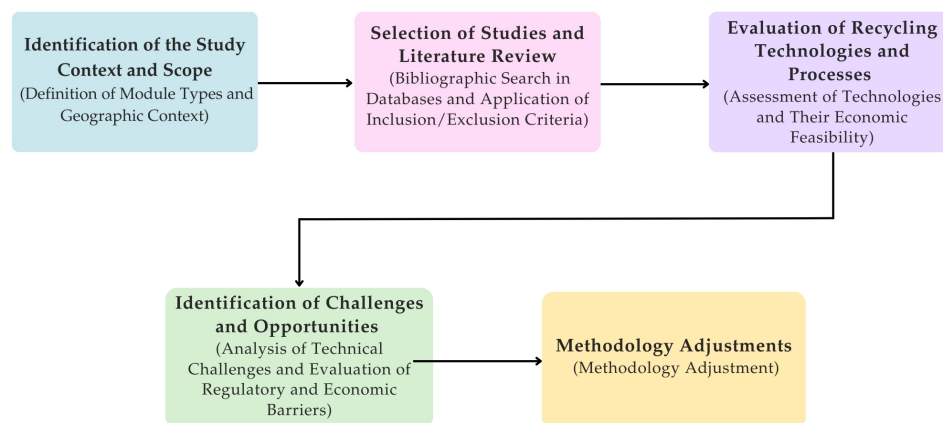 Identification of the Study
Context and Scope
(Definition of Module Types and
Geographic Context)
Selection of Studies and
Literature Review
(Bibliographic Search in
Databases and Application of
Inclusion/Exclusion Criteria)
Evaluation of Recycling
Technologies and
Processes
(Assessment of Technologies
and Their Economic
Feasibility)
Identification of Challenges
and Opportunities
(Analysis of Technical
Challenges and Evaluation of
Regulatory and Economic
Barriers)
Methodology Adjustments
(Methodology Adjustment)